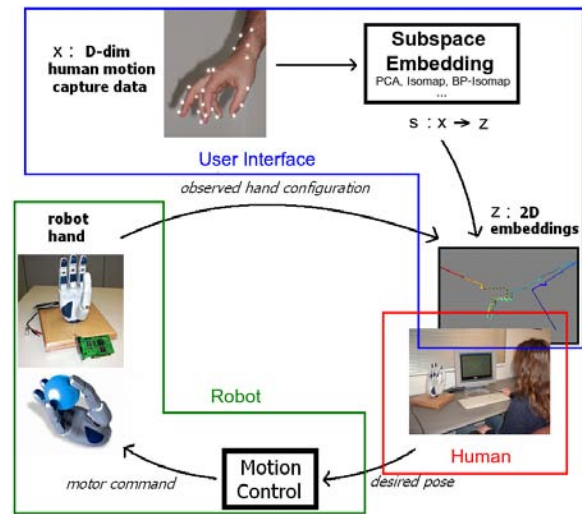 x : D-dim
human motion
capture data
Subspace
Embedding
PCA, Isomap, BP-Isomap
...
s : x → z
User Interface
observed hand configuration
z : 2D
embeddings
robot
hand
Robot
Human
Motion
Control
motor command
desired pose